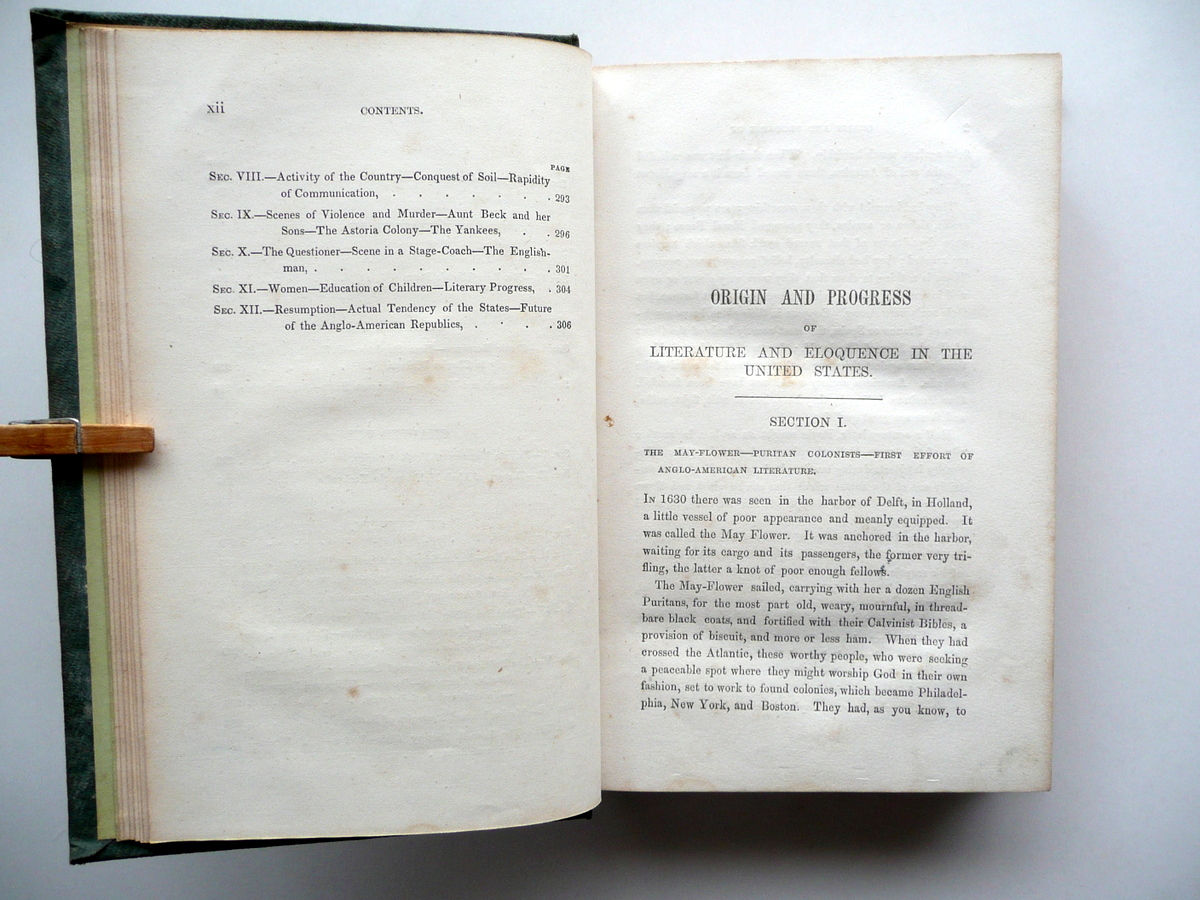 xii
CONTENTS.
PAGE
SEC. VIII.—Activity of the Country—Conquest of Soil—Rapidity
of Communication, . . . . . . . 293
SEC. IX.—Scenes of Violence and Murder—Aunt Beck and her
Sons—The Astoria Colony—The Yankees, . . 296
SEC. X.—The Questioner—Scene in a Stage-Coach—The English-
man, . . . . . . . . . . 301
SEC. XI.—Women—Education of Children—Literary Progress, . 304
SEC. XII.—Resumption—Actual Tendency of the States—Future
of the Anglo-American Republics, . . . . 306
ORIGIN AND PROGRESS
OF
LITERATURE AND ELOQUENCE IN THE
UNITED STATES.
SECTION I.
THE MAY-FLOWER—PURITAN COLONISTS—FIRST EFFORT OF
ANGLO-AMERICAN LITERATURE.
IN 1630 there was seen in the harbor of Delft, in Holland,
a little vessel of poor appearance and meanly equipped. It
was called the May Flower. It was anchored in the harbor,
waiting for its cargo and its passengers, the former very tri-
fling, the latter a knot of poor enough fellows.
The May-Flower sailed, carrying with her a dozen English
Puritans, for the most part old, weary, mournful, in thread-
bare black coats, and fortified with their Calvinist Bibles, a
provision of biscuit, and more or less ham. When they had
crossed the Atlantic, these worthy people, who were seeking
a peaceable spot where they might worship God in their own
fashion, set to work to found colonies, which became Philadel-
phia, New York, and Boston. They had, as you know, to